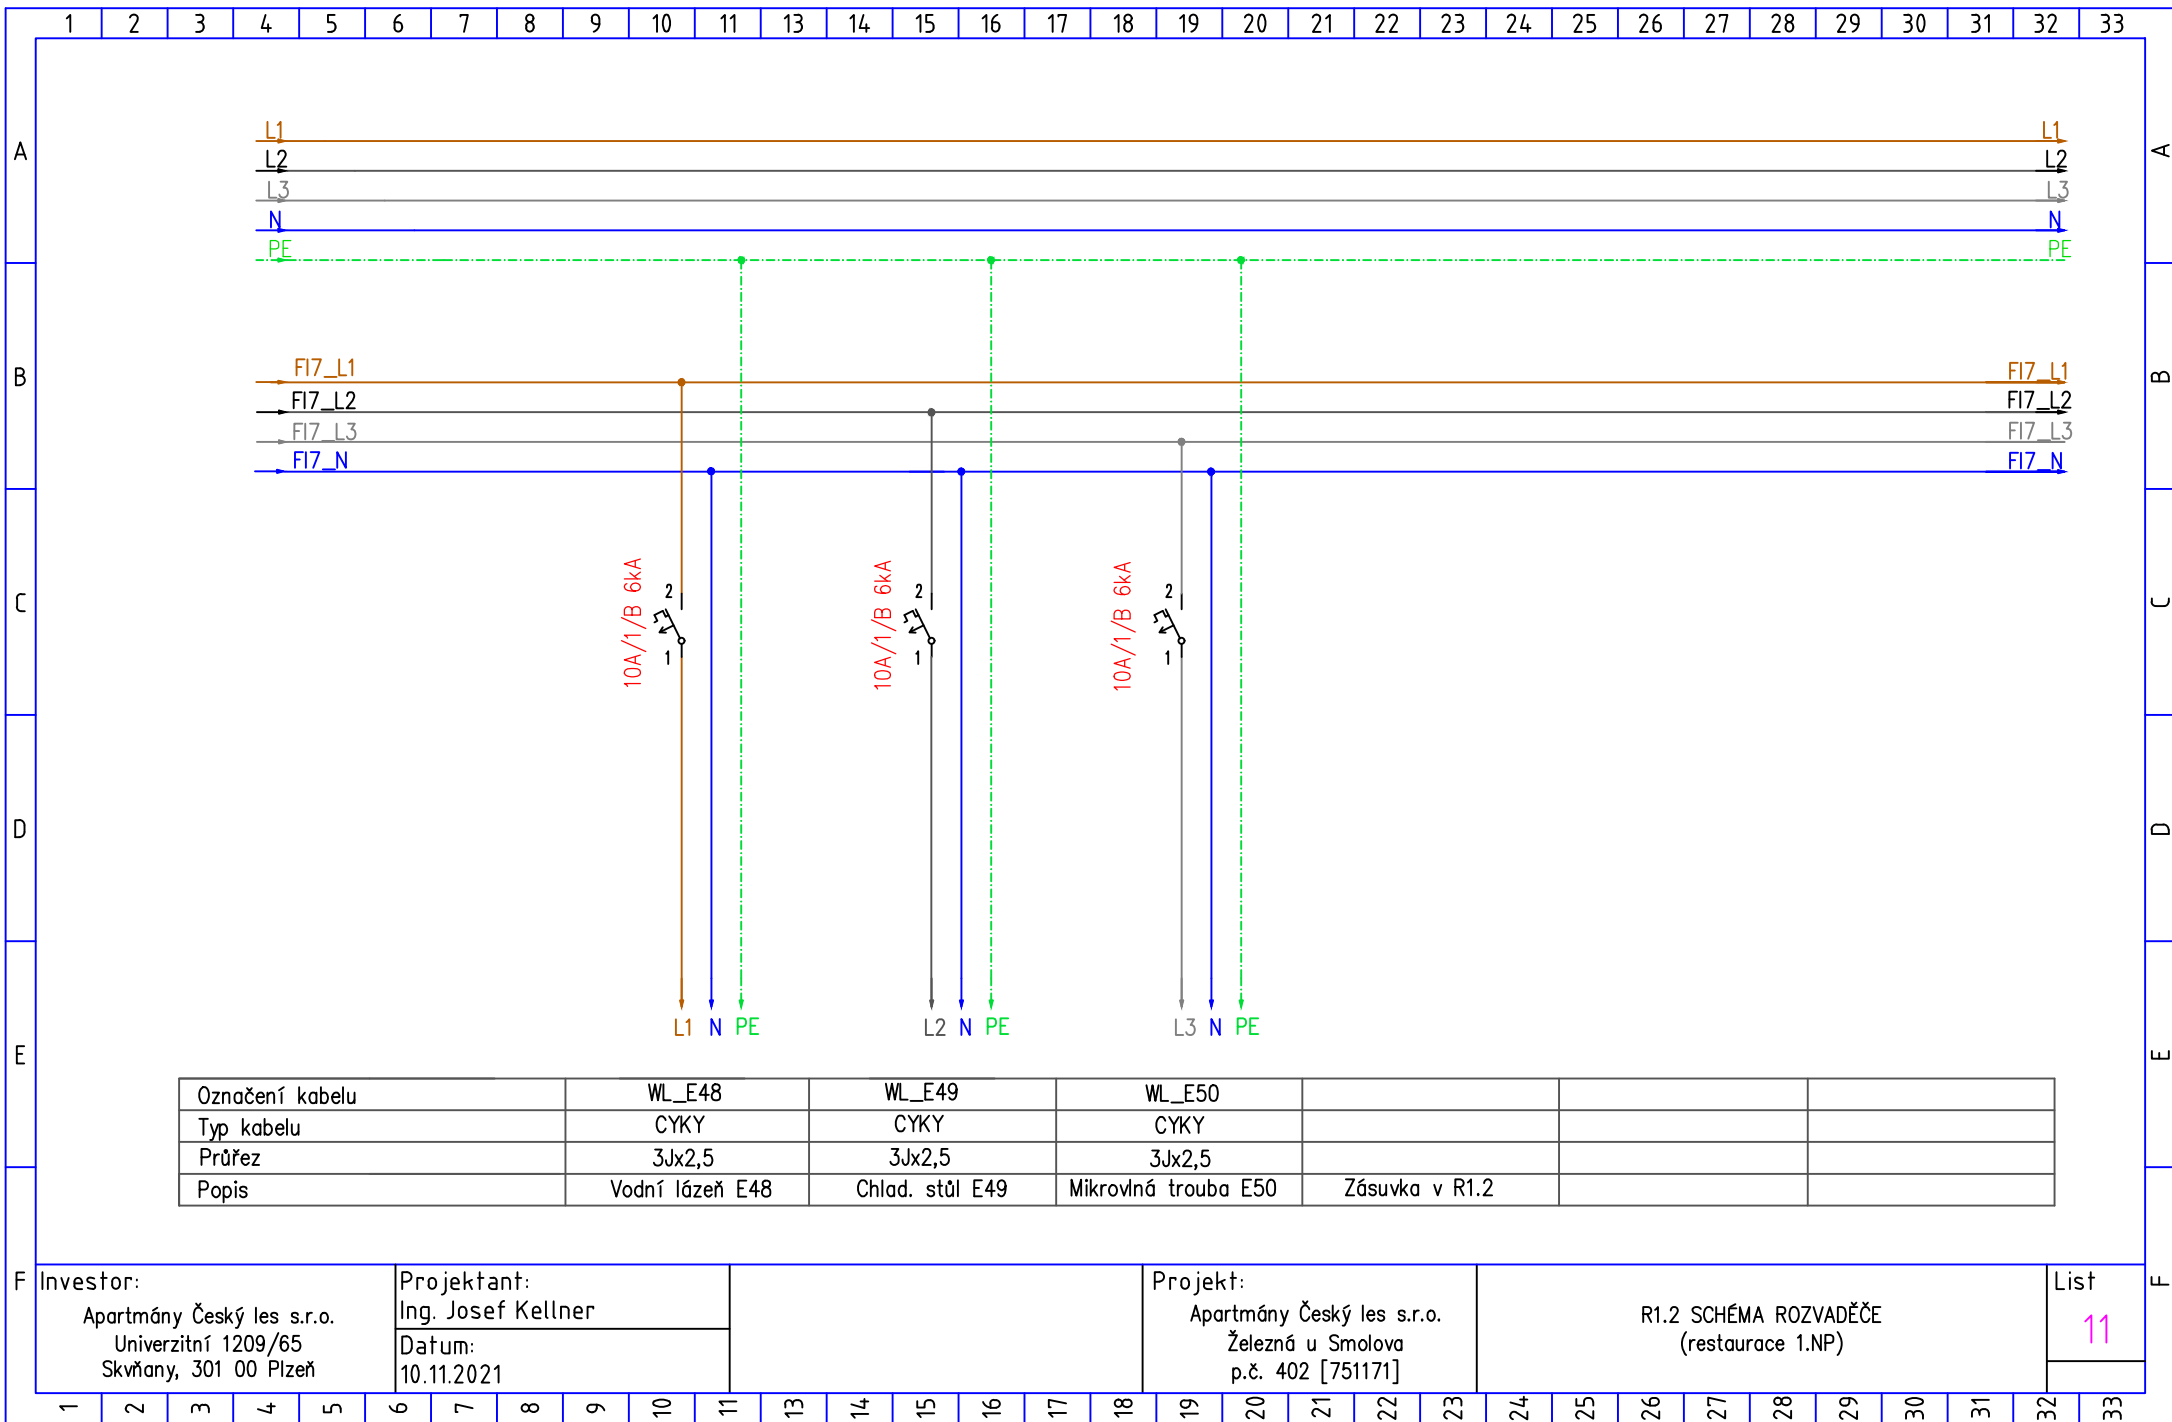 1 2 3 4 5 6 7 8 9 10 11 13 14 15 16 17 18 19 20 21 22 23 24 25 26 27 28 29 30 31 32 33
L1 L1
A A
L2 L2
L3 L3
N N
PE PE
FI7_L1 FI7_L1
B B
FI7_L2 FI7_L2
FI7_L3 FI7_L3
FI7_N FI7_N
10A/1/B 6kA 10A/1/B 6kA 10A/1/B 6kA
2 2 2
C C
1 1 1
D D
L1 N PE L2 N PE L3 N PE
E E
Označení kabelu WL_E48 WL_E49 WL_E50
Typ kabelu CYKY CYKY CYKY
Průřez 3Jx2,5 3Jx2,5 3Jx2,5
Popis Vodní lázeň E48 Chlad. stůl E49 Mikrovlná trouba E50 Zásuvka v R1.2
F F
Investor:
Apartmány Český les s.r.o.
Univerzitní 1209/65
Skvňany, 301 00 Plzeň
Projektant:
Ing. Josef Kellner
Datum:
10.11.2021
Projekt:
Apartmány Český les s.r.o.
Železná u Smolova
p.č. 402 [751171]
R1.2 SCHÉMA ROZVADĚČE
(restaurace 1.NP)
List
11
1 2 3 4 5 6 7 8 9 10 11 13 14 15 16 17 18 19 20 21 22 23 24 25 26 27 28 29 30 31 32 33